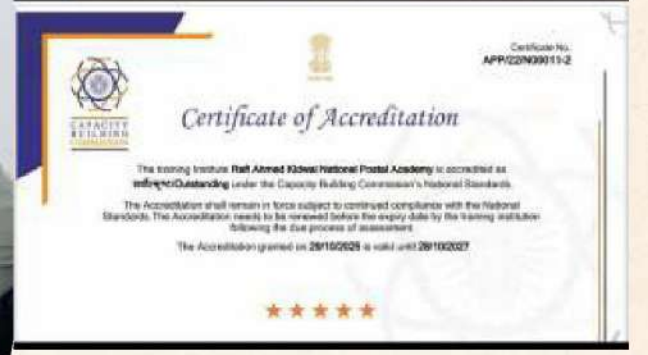 Certificate No.
APP/22/N00011-2
CAPACITY
BUILDING
COMMISSION
Certificate of Accreditation
The training institute Rafi Ahmed Kidwai National Postal Academy is accredited as
Outstanding under the Capacity Building Commission's National Standards.
The Accreditation shall remain in force subject to continued compliance with the National
Standards. The Accreditation needs to be renewed before the expiry date by the training institution
following the due process of assessment
The Accreditation granted on 29/10/2025 is valid until 28/10/2027